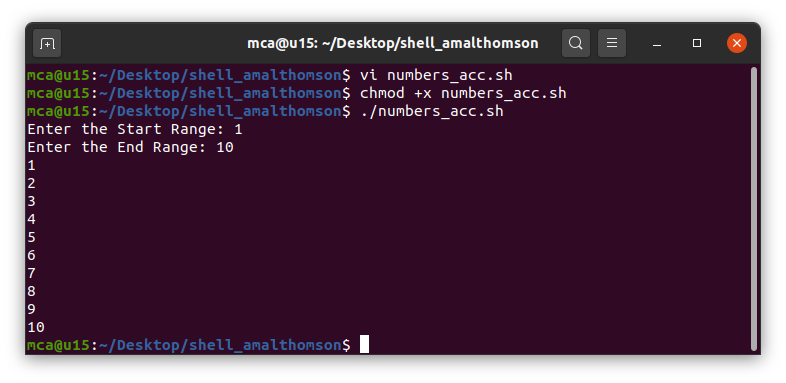 mca@u15: ~/Desktop/shell_amalthomson
mca@u15:~/Desktop/shell_amalthomson$ vi numbers_acc.sh
mca@u15:~/Desktop/shell_amalthomson$ chmod +x numbers_acc.sh
mca@u15:~/Desktop/shell_amalthomson$ ./numbers_acc.sh
Enter the Start Range: 1
Enter the End Range: 10
1
2
3
4
5
6
7
8
9
10
mca@u15:~/Desktop/shell_amalthomson$